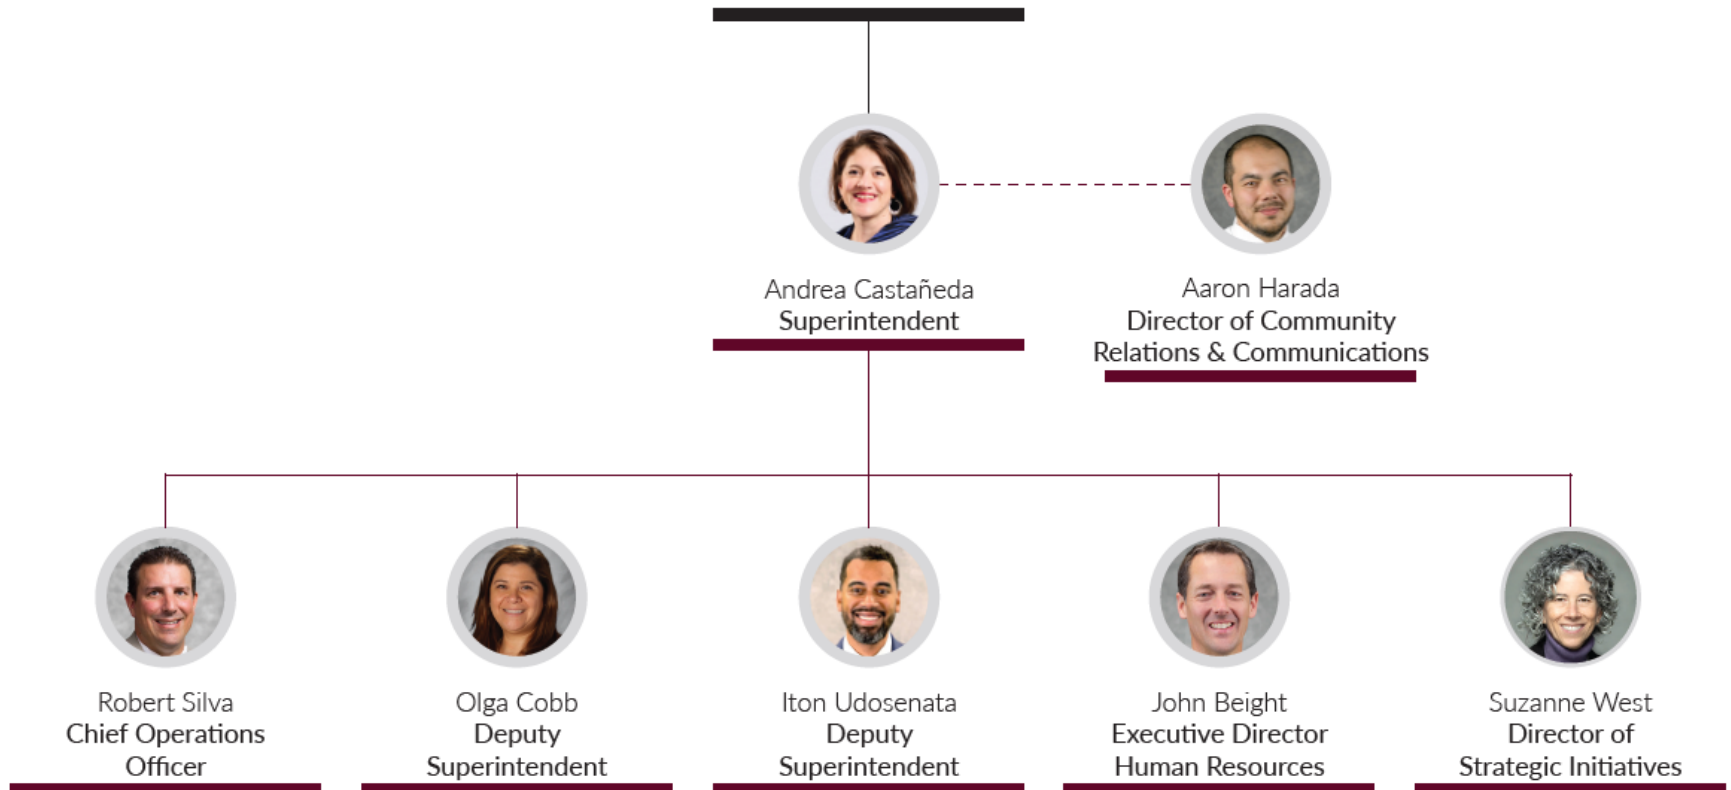 Andrea Castañeda
Superintendent
Aaron Harada
Director of Community
Relations & Communications
Robert Silva
Chief Operations
Officer
Olga Cobb
Deputy
Superintendent
Iton Udosenata
Deputy
Superintendent
John Beight
Executive Director
Human Resources
Suzanne West
Director of
Strategic Initiatives